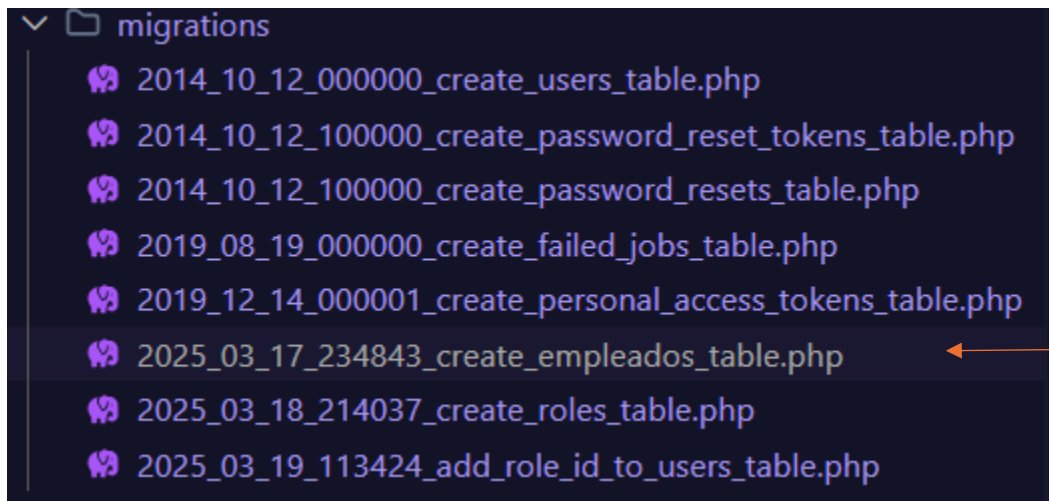 migrations
2014_10_12_000000_create_users_table.php
2014_10_12_100000_create_password_reset_tokens_table.php
2014_10_12_100000_create_password_resets_table.php
2019_08_19_000000_create_failed_jobs_table.php
2019_12_14_000001_create_personal_access_tokens_table.php
2025_03_17_234843_create_empleados_table.php
2025_03_18_214037_create_roles_table.php
2025_03_19_113424_add_role_id_to_users_table.php